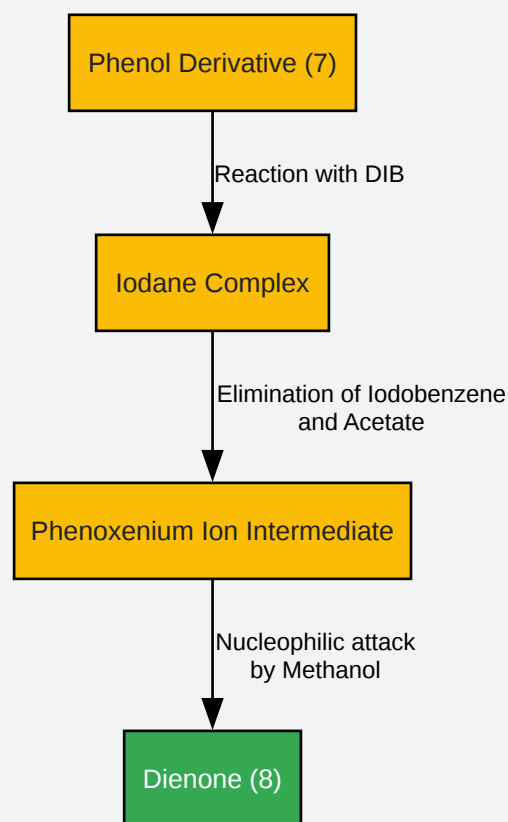 Phenol Derivative (7)
Reaction with DIB
Iodane Complex
Elimination of Iodobenzene
and Acetate
Phenoxenium Ion Intermediate
Nucleophilic attack
by Methanol
Dienone (8)